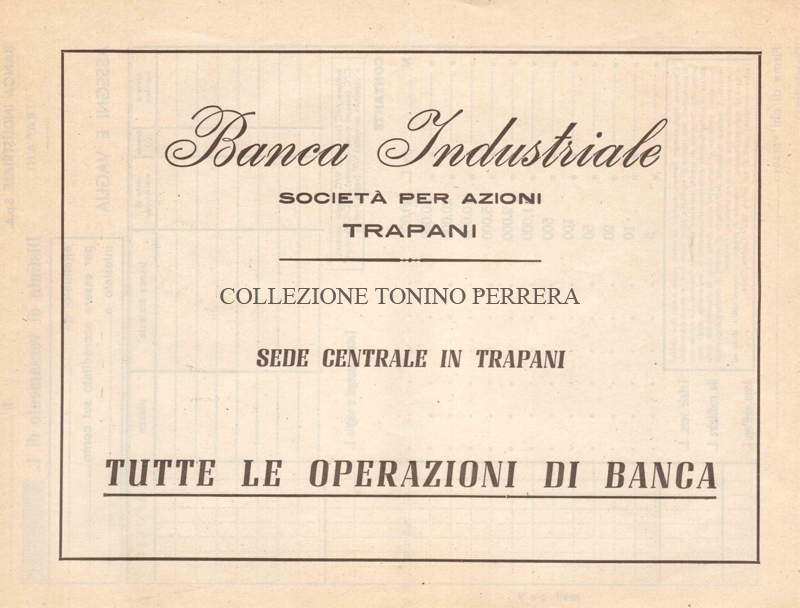 Banca Industriale
SOCIETÀ PER AZIONI
TRAPANI
COLLEZIONE TONINO PERRERA
SEDE CENTRALE IN TRAPANI
TUTTE LE OPERAZIONI DI BANCA